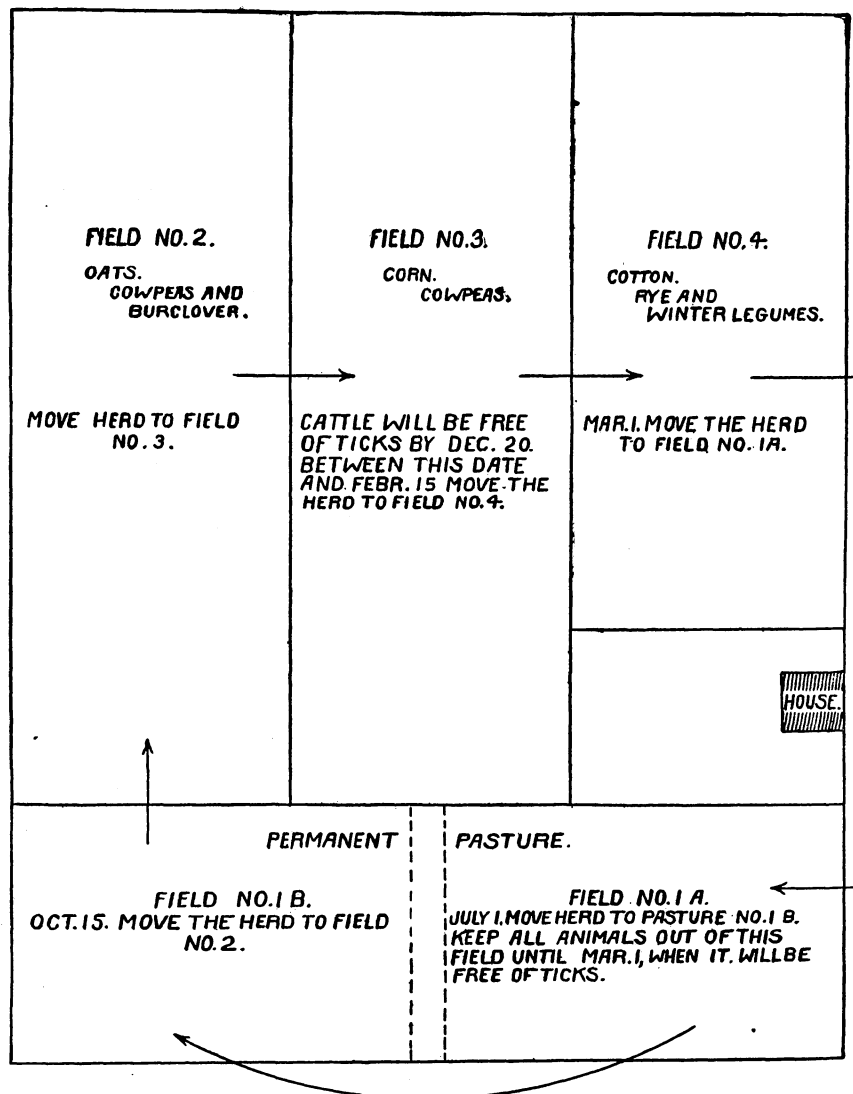 FIELD NO. 2.
OATS.
COWPEAS AND
BURCLOVER.
MOVE HERD TO FIELD
NO. 3.
FIELD NO. 3.
CORN.
COWPEAS.
CATTLE WILL BE FREE
OF TICKS BY DEC. 20.
BETWEEN THIS DATE
AND FEBR. 15 MOVE THE
HERD TO FIELD NO. 4.
FIELD NO. 4.
COTTON.
RYE AND
WINTER LEGUMES.
MAR. 1. MOVE THE HERD
TO FIELD NO. 1A.
HOUSE.
PERMANENT PASTURE.
FIELD NO. 1 B.
OCT. 15. MOVE THE HERD TO FIELD
NO. 2.
FIELD NO. 1 A.
JULY 1. MOVE HERD TO PASTURE NO. 1 B.
KEEP ALL ANIMALS OUT OF THIS
FIELD UNTIL MAR. 1, WHEN IT. WILL BE
FREE OF TICKS.